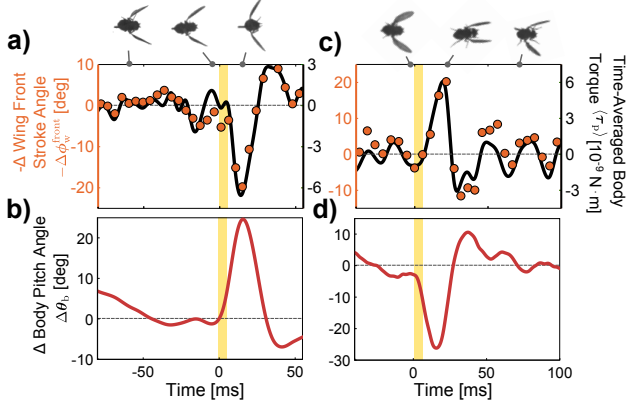 a)
c)
-Δ Wing Front
Stroke Angle
−Δϕ_w^front [deg]
10
0
-10
-20
3
0
-3
-6
20
10
0
-10
6
3
0
-3
Time-Averaged Body
Torque ⟨τ_p⟩ [10⁻⁹ N · m]
b)
d)
Δ Body Pitch Angle
Δθ_b [deg]
20
10
0
-10
10
0
-10
-20
-30
-50
0
50
Time [ms]
0
50
100
Time [ms]